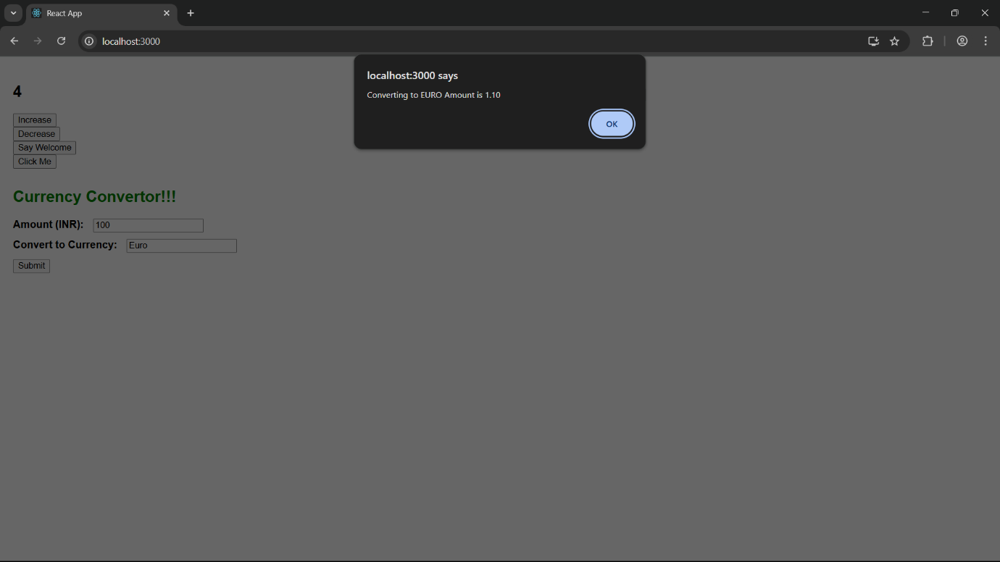 React App
localhost:3000
localhost:3000 says
Converting to EURO Amount is 1.10
OK
4
Increase
Decrease
Say Welcome
Click Me
Currency Convertor!!!
Amount (INR): 100
Convert to Currency: Euro
Submit